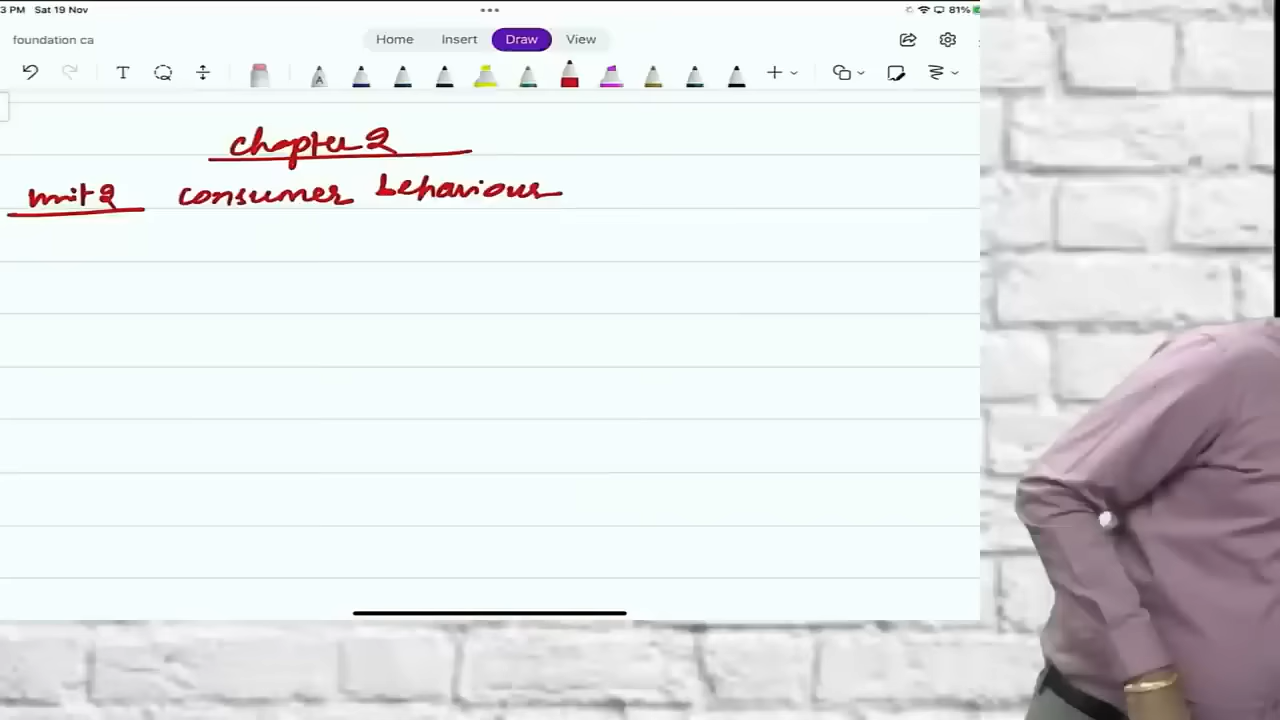 3 PM Sat 19 Nov
81%
foundation ca
Home Insert Draw View
T
A
chapter 2
unit 2 consumer behaviour